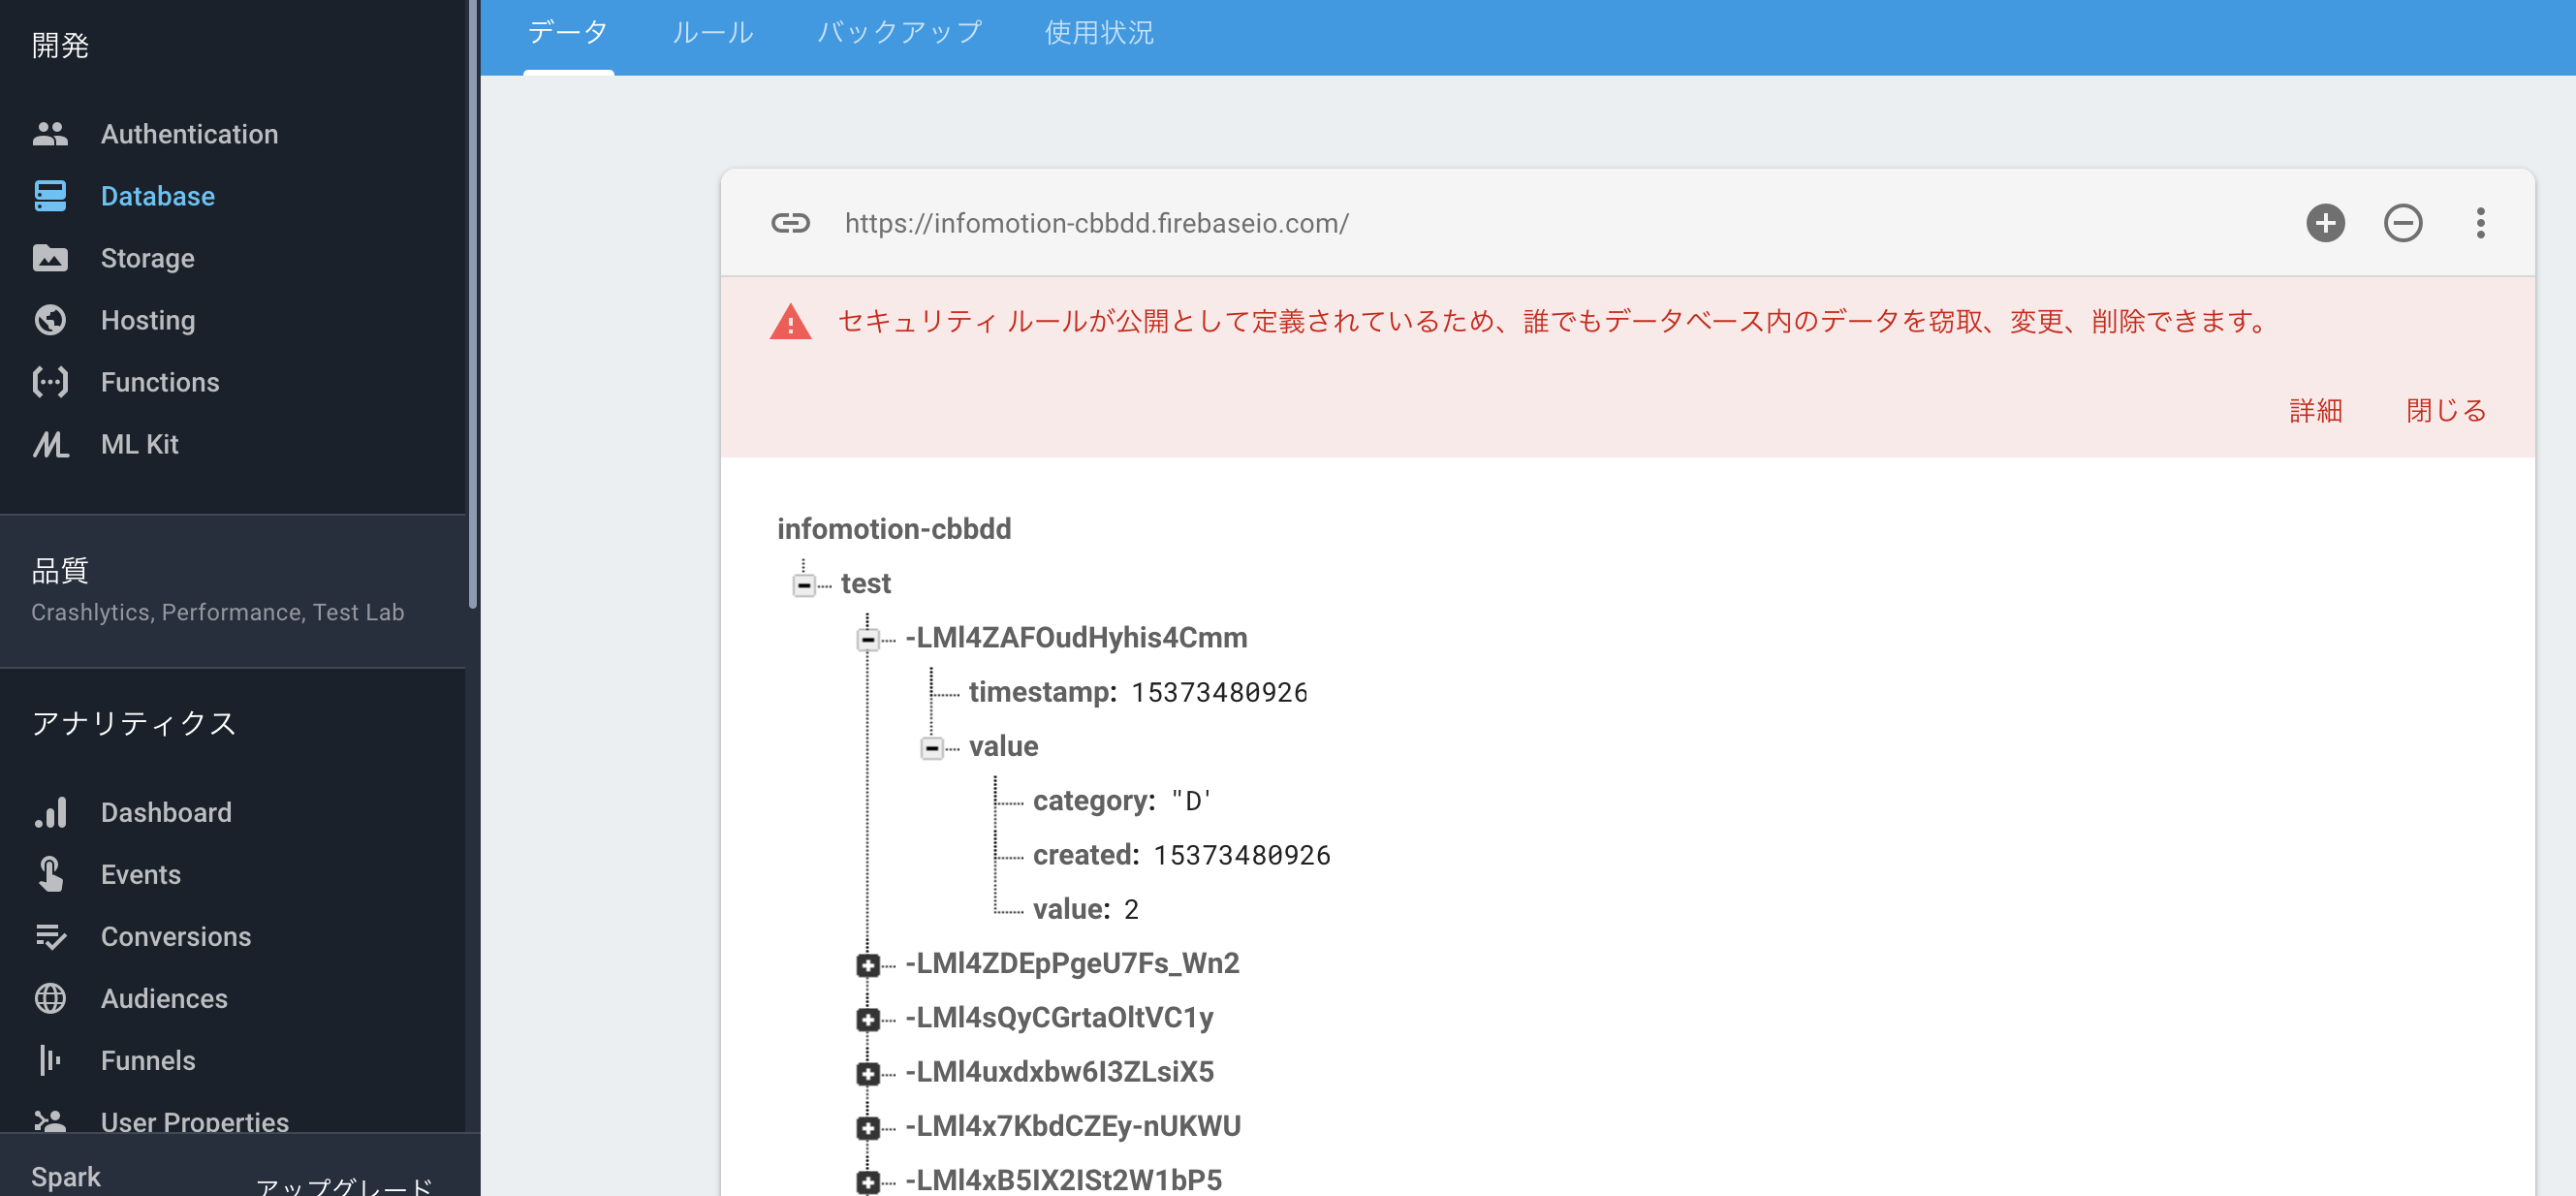 開発
Authentication
Database
Storage
Hosting
Functions
ML Kit
品質
Crashlytics, Performance, Test Lab
アナリティクス
Dashboard
Events
Conversions
Audiences
Funnels
User Properties
Spark
アップグレード
データ ルール バックアップ 使用状況
https://infomotion-cbbdd.firebaseio.com/
セキュリティ ルールが公開として定義されているため、誰でもデータベース内のデータを窃取、変更、削除できます。
詳細 閉じる
infomotion-cbbdd
test
-LMl4ZAFOudHyhis4Cmm
timestamp: 15373480926
value
category: "D'
created: 15373480926
value: 2
-LMl4ZDEpPgeU7Fs_Wn2
-LMl4sQyCGrtaOltVC1y
-LMl4uxdxbw6I3ZLsiX5
-LMl4x7KbdCZEy-nUKWU
-LMl4xB5IX2ISt2W1bP5